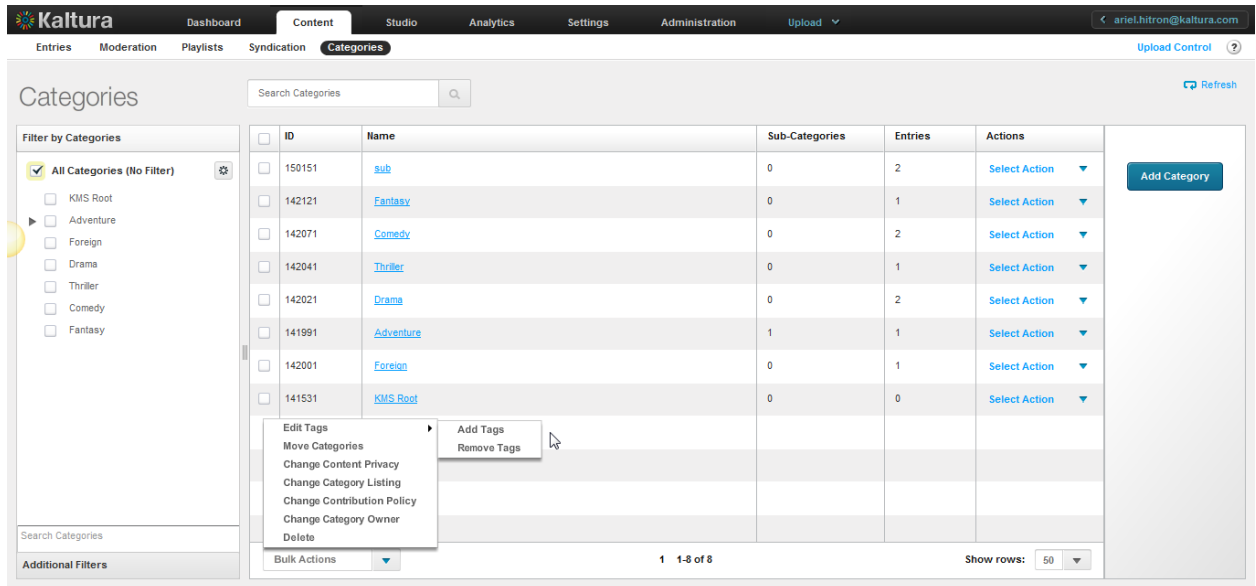 Kaltura Dashboard Content Studio Analytics Settings Administration Upload ariel.hitron@kaltura.com
Entries Moderation Playlists Syndication Categories Upload Control ?
Categories Search Categories Refresh
Filter by Categories
All Categories (No Filter)
KMS Root
Adventure
Foreign
Drama
Thriller
Comedy
Fantasy
Search Categories
Additional Filters
ID Name Sub-Categories Entries Actions
150151 sub 0 2 Select Action
142121 Fantasy 0 1 Select Action
142071 Comedy 0 2 Select Action
142041 Thriller 0 1 Select Action
142021 Drama 0 2 Select Action
141991 Adventure 1 1 Select Action
142001 Foreign 0 1 Select Action
141531 KMS Root 0 0 Select Action
Edit Tags
Move Categories
Change Content Privacy
Change Category Listing
Change Contribution Policy
Change Category Owner
Delete
Add Tags
Remove Tags
Bulk Actions 1 1-8 of 8 Show rows: 50
Add Category